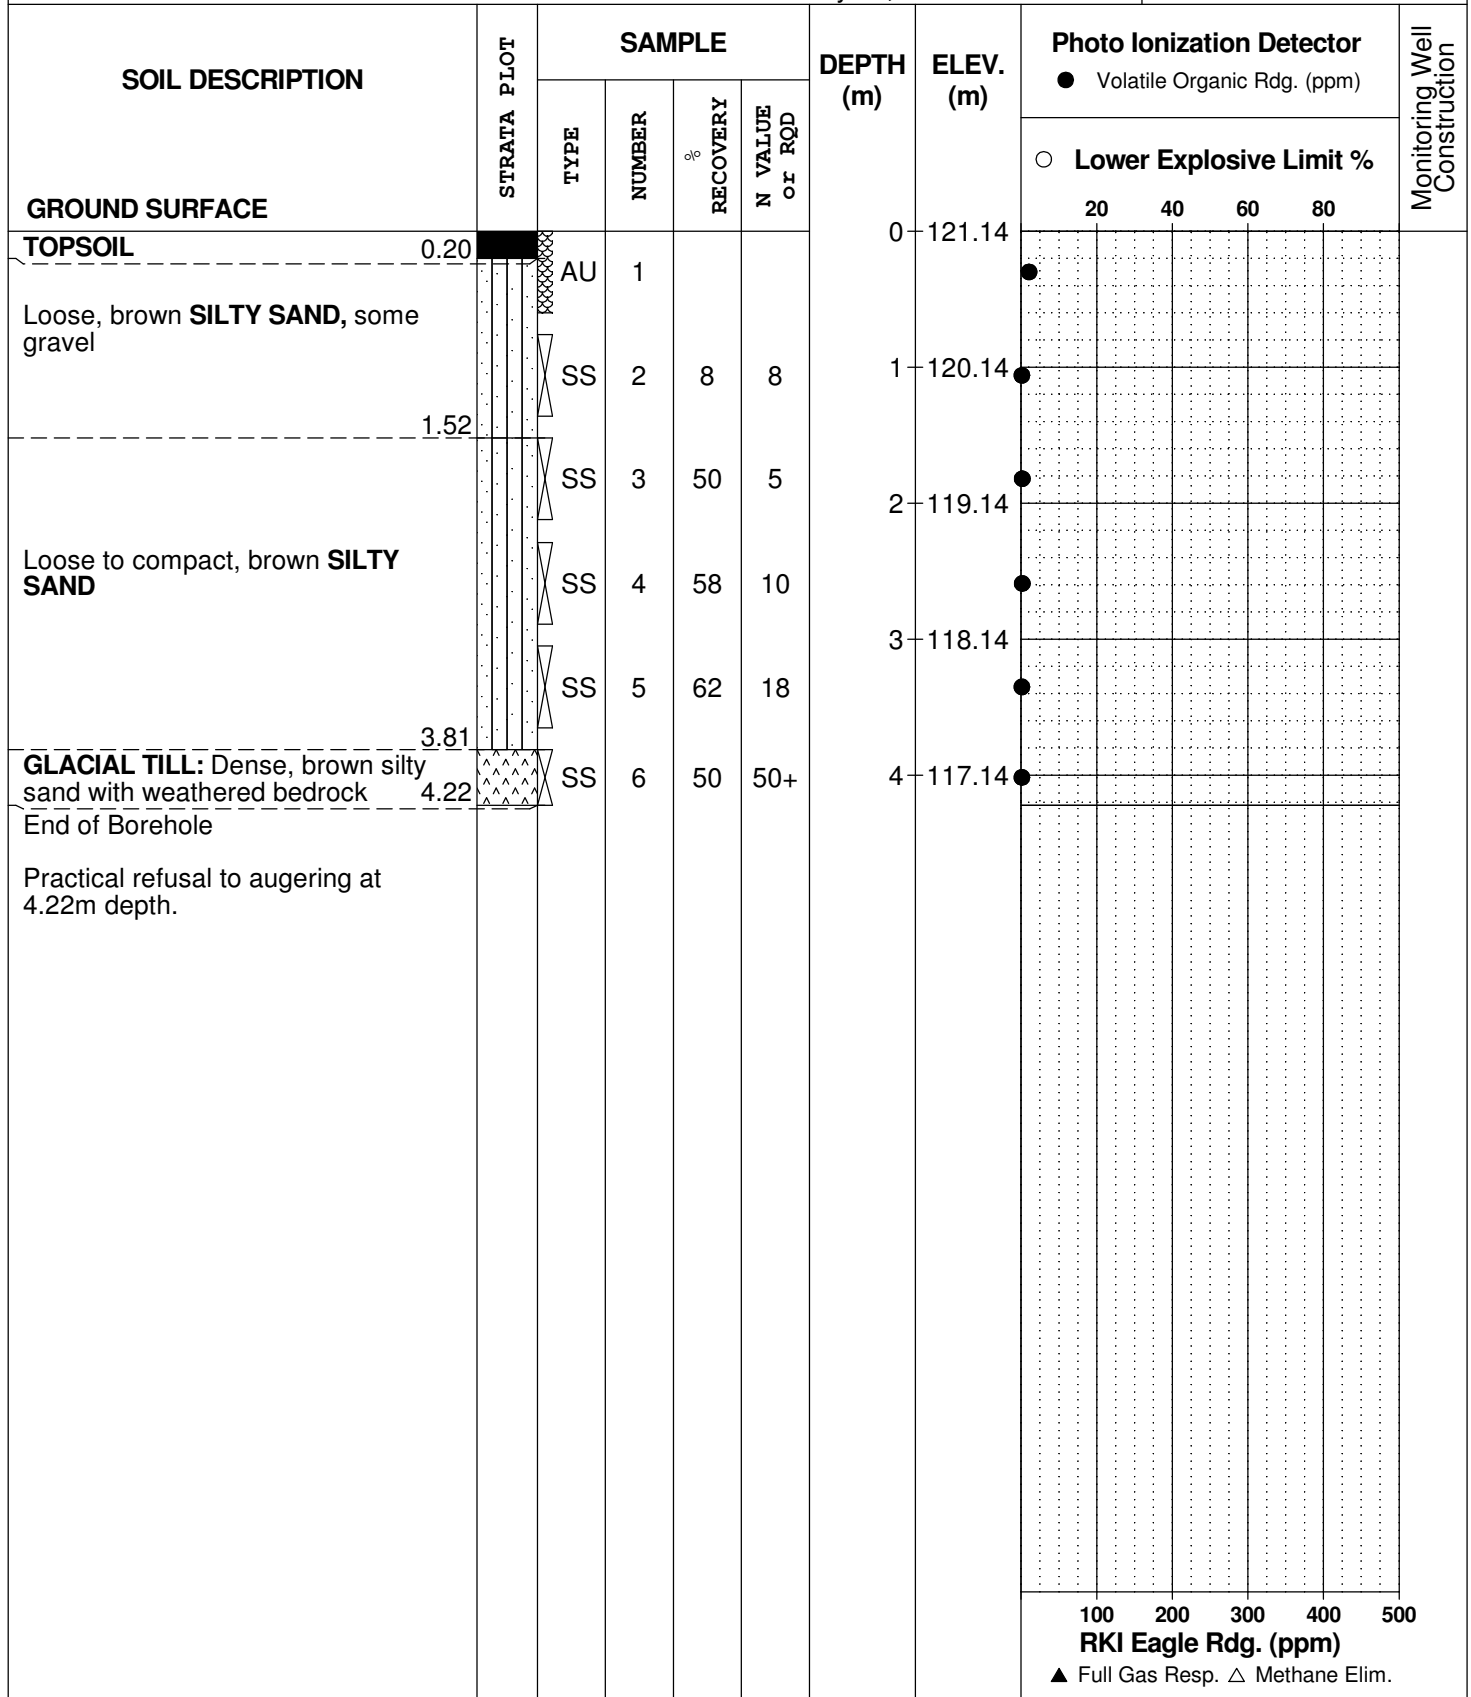 SOIL DESCRIPTION
GROUND SURFACE
STRATA PLOT
SAMPLE
TYPE
NUMBER
% RECOVERY
N VALUE
or RQD
DEPTH
(m)
ELEV.
(m)
Photo Ionization Detector
● Volatile Organic Rdg. (ppm)
○ Lower Explosive Limit %
20 40 60 80
Monitoring Well
Construction
0 121.14
TOPSOIL 0.20
AU 1
Loose, brown SILTY SAND, some
gravel
SS 2 8 8
1 120.14
1.52
SS 3 50 5
2 119.14
Loose to compact, brown SILTY
SAND
SS 4 58 10
3 118.14
SS 5 62 18
3.81
GLACIAL TILL: Dense, brown silty
sand with weathered bedrock 4.22
SS 6 50 50+
4 117.14
End of Borehole
Practical refusal to augering at
4.22m depth.
100 200 300 400 500
RKI Eagle Rdg. (ppm)
▲ Full Gas Resp. △ Methane Elim.